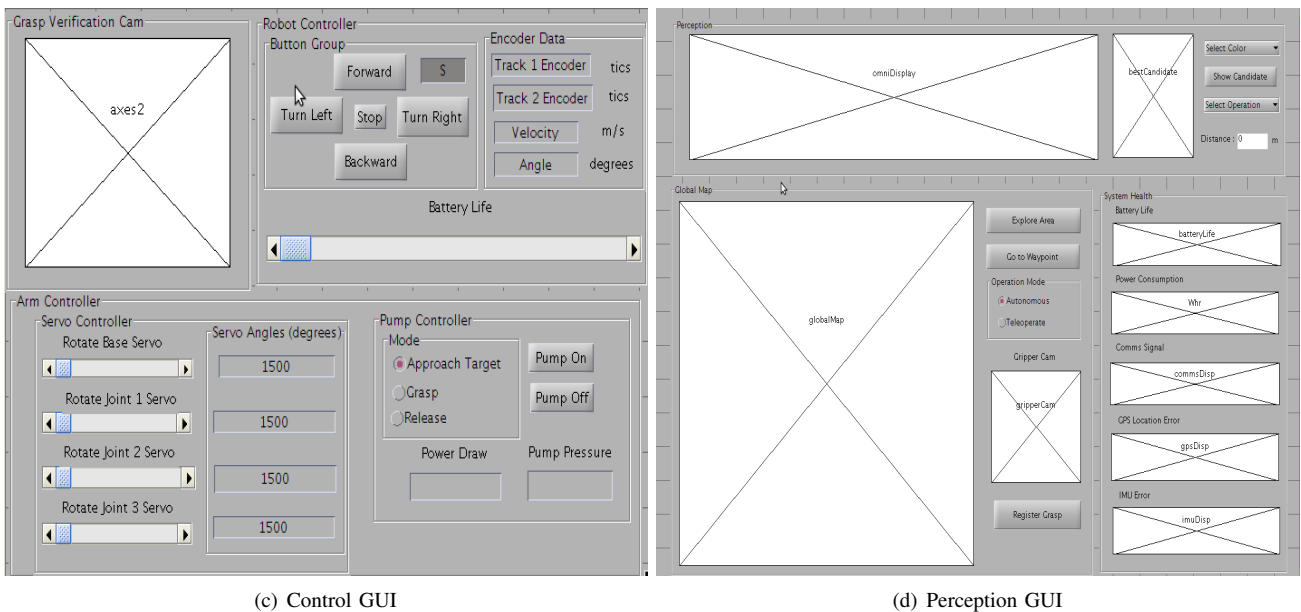 Grasp Verification Cam
axes2
Robot Controller
Button Group
Forward
S
Turn Left
Stop
Turn Right
Backward
Encoder Data
Track 1 Encoder tics
Track 2 Encoder tics
Velocity m/s
Angle degrees
Battery Life
Arm Controller
Servo Controller
Rotate Base Servo
Rotate Joint 1 Servo
Rotate Joint 2 Servo
Rotate Joint 3 Servo
Servo Angles (degrees)
1500
1500
1500
1500
Pump Controller
Mode
Approach Target
Grasp
Release
Pump On
Pump Off
Power Draw
Pump Pressure
(c) Control GUI
Perception
omniDisplay
bestCandidate
Select Color
Show Candidate
Select Operation
Distance : 0 m
Global Map
globalMap
Explore Area
Go to Waypoint
Operation Mode
Autonomous
Teleoperate
Gripper Cam
gripperCam
Register Grasp
System Health
Battery Life
batteryLife
Power Consumption
Whr
Comms Signal
commsDisp
GPS Location Error
gpsDisp
IMU Error
imuDisp
(d) Perception GUI